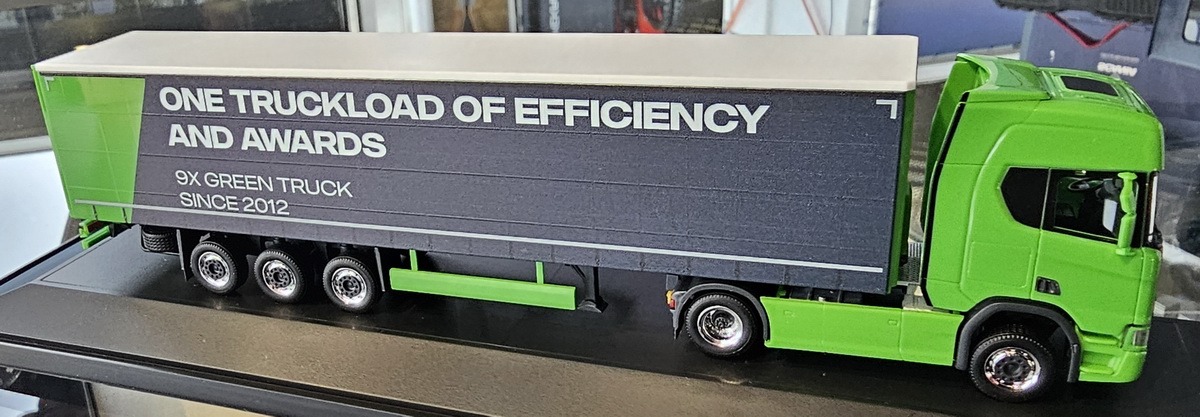 ONE TRUCKLOAD OF EFFICIENCY
AND AWARDS
9X GREEN TRUCK
SINCE 2012